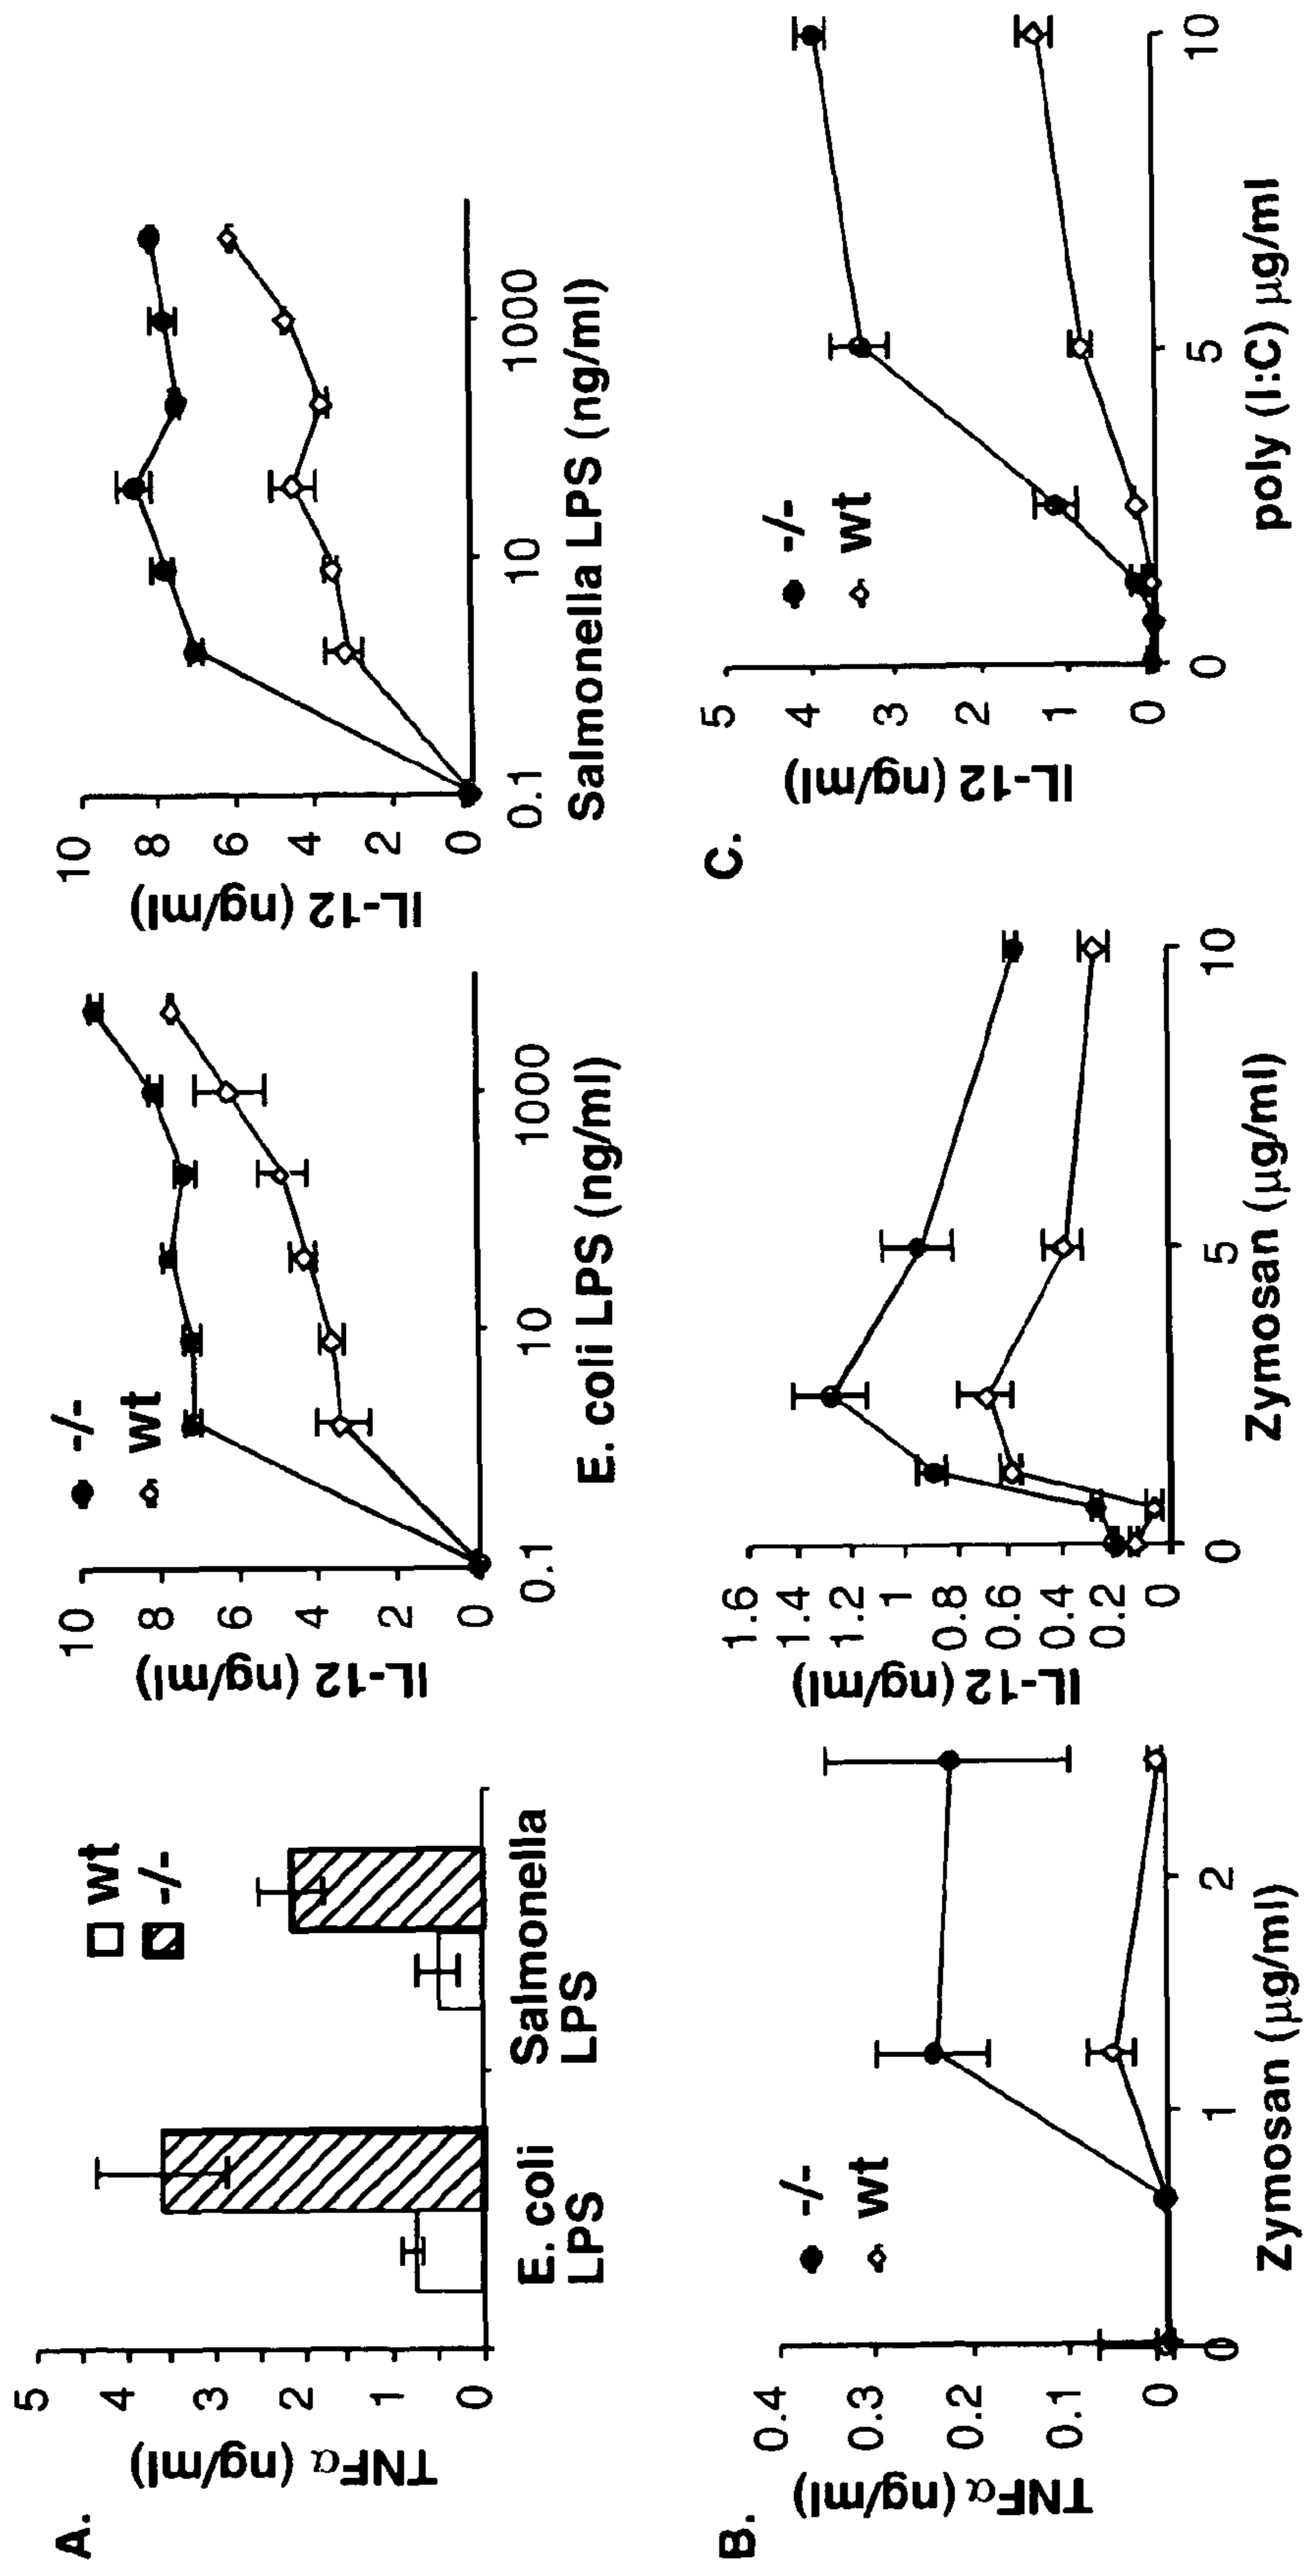 A.
TNFα (ng/ml)
5
4
3
2
1
0
wt
-/-
E. coli
LPS
Salmonella
LPS
IL-12 (ng/ml)
10
8
6
4
2
0
-/-
wt
0.1
10
1000
E. coli LPS (ng/ml)
IL-12 (ng/ml)
10
8
6
4
2
0
0.1
10
1000
Salmonella LPS (ng/ml)
B.
TNFα (ng/ml)
0.4
0.3
0.2
0.1
0
-/-
wt
0
1
2
Zymosan (µg/ml)
IL-12 (ng/ml)
1.6
1.4
1.2
1
0.8
0.6
0.4
0.2
0
0
5
10
Zymosan (µg/ml)
C.
IL-12 (ng/ml)
5
4
3
2
1
0
-/-
wt
0
5
10
poly (I:C) µg/ml